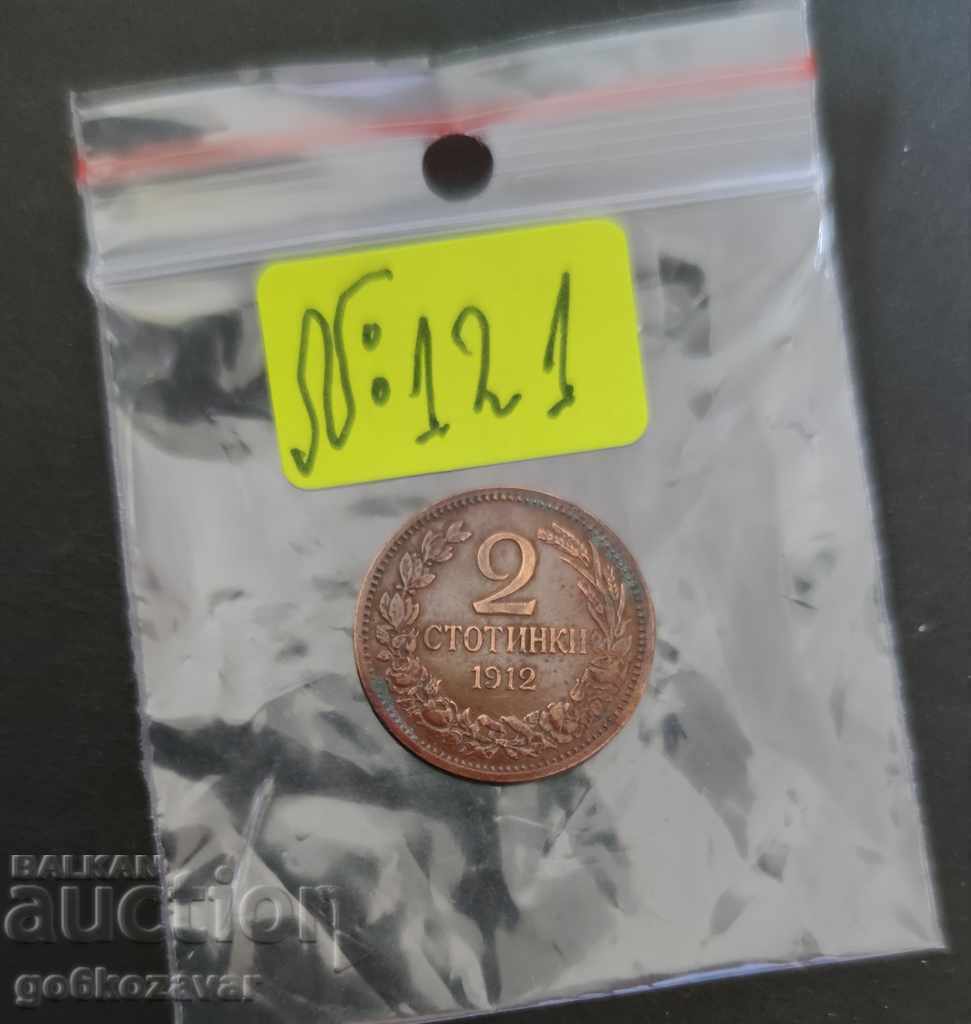 №:121
2
СТОТИНКИ
1912
BALKAN
auction
go6kozavar